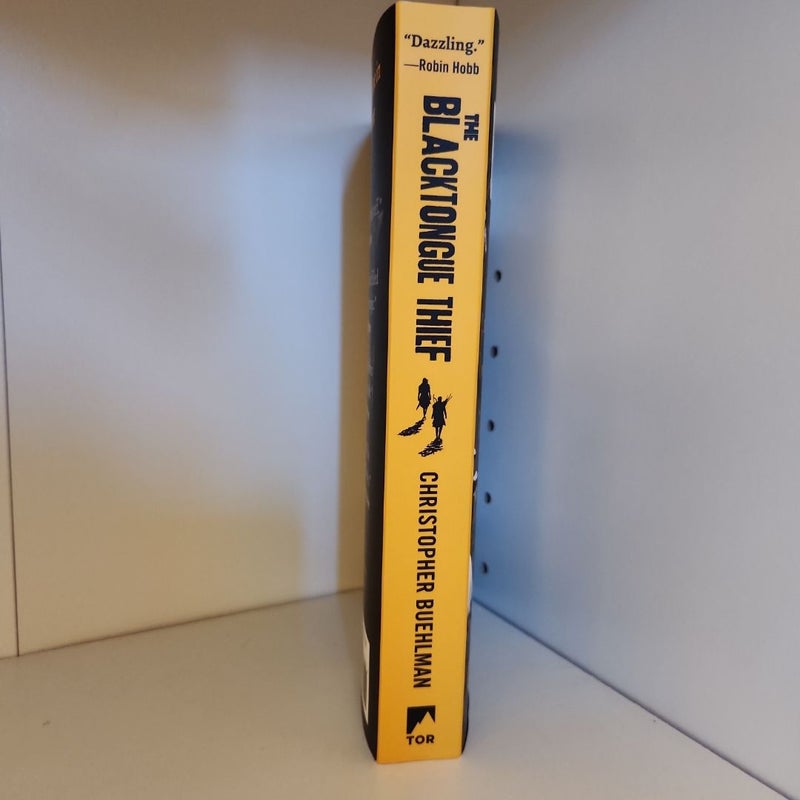 “Dazzling.”
—Robin Hobb
THE
BLACKTONGUE THIEF
CHRISTOPHER BUEHLMAN
TOR